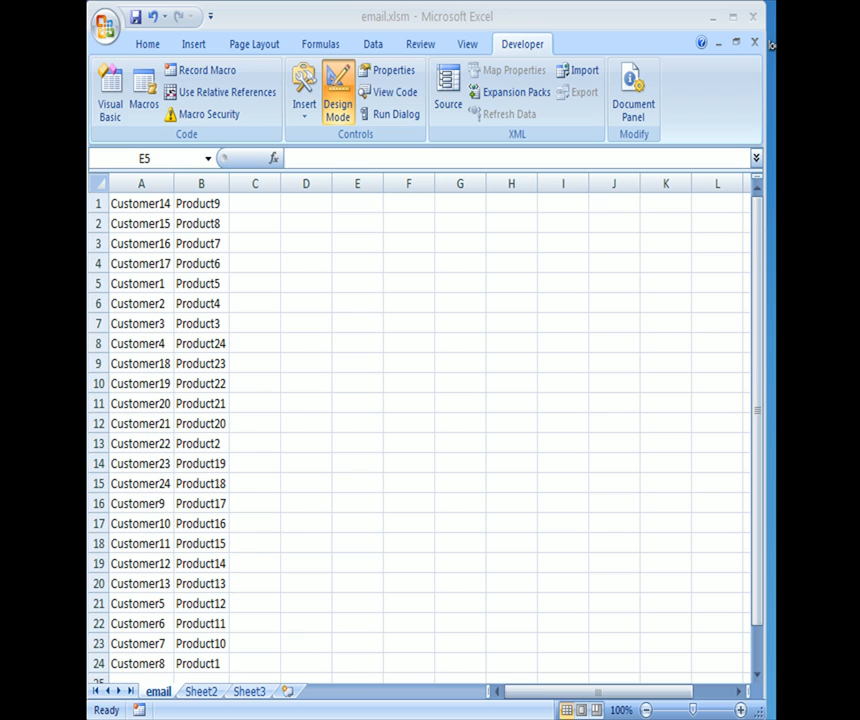 email.xlsm - Microsoft Excel
Home Insert Page Layout Formulas Data Review View Developer
Visual Basic
Macros
Record Macro
Use Relative References
Macro Security
Code
Insert
Design Mode
Properties
View Code
Run Dialog
Controls
Source
Map Properties
Expansion Packs
Refresh Data
Import
Export
XML
Document Panel
Modify
E5 fx
A B C D E F G H I J K L
1 Customer14 Product9
2 Customer15 Product8
3 Customer16 Product7
4 Customer17 Product6
5 Customer1 Product5
6 Customer2 Product4
7 Customer3 Product3
8 Customer4 Product24
9 Customer18 Product23
10 Customer19 Product22
11 Customer20 Product21
12 Customer21 Product20
13 Customer22 Product2
14 Customer23 Product19
15 Customer24 Product18
16 Customer9 Product17
17 Customer10 Product16
18 Customer11 Product15
19 Customer12 Product14
20 Customer13 Product13
21 Customer5 Product12
22 Customer6 Product11
23 Customer7 Product10
24 Customer8 Product1
25
email Sheet2 Sheet3
Ready 100%